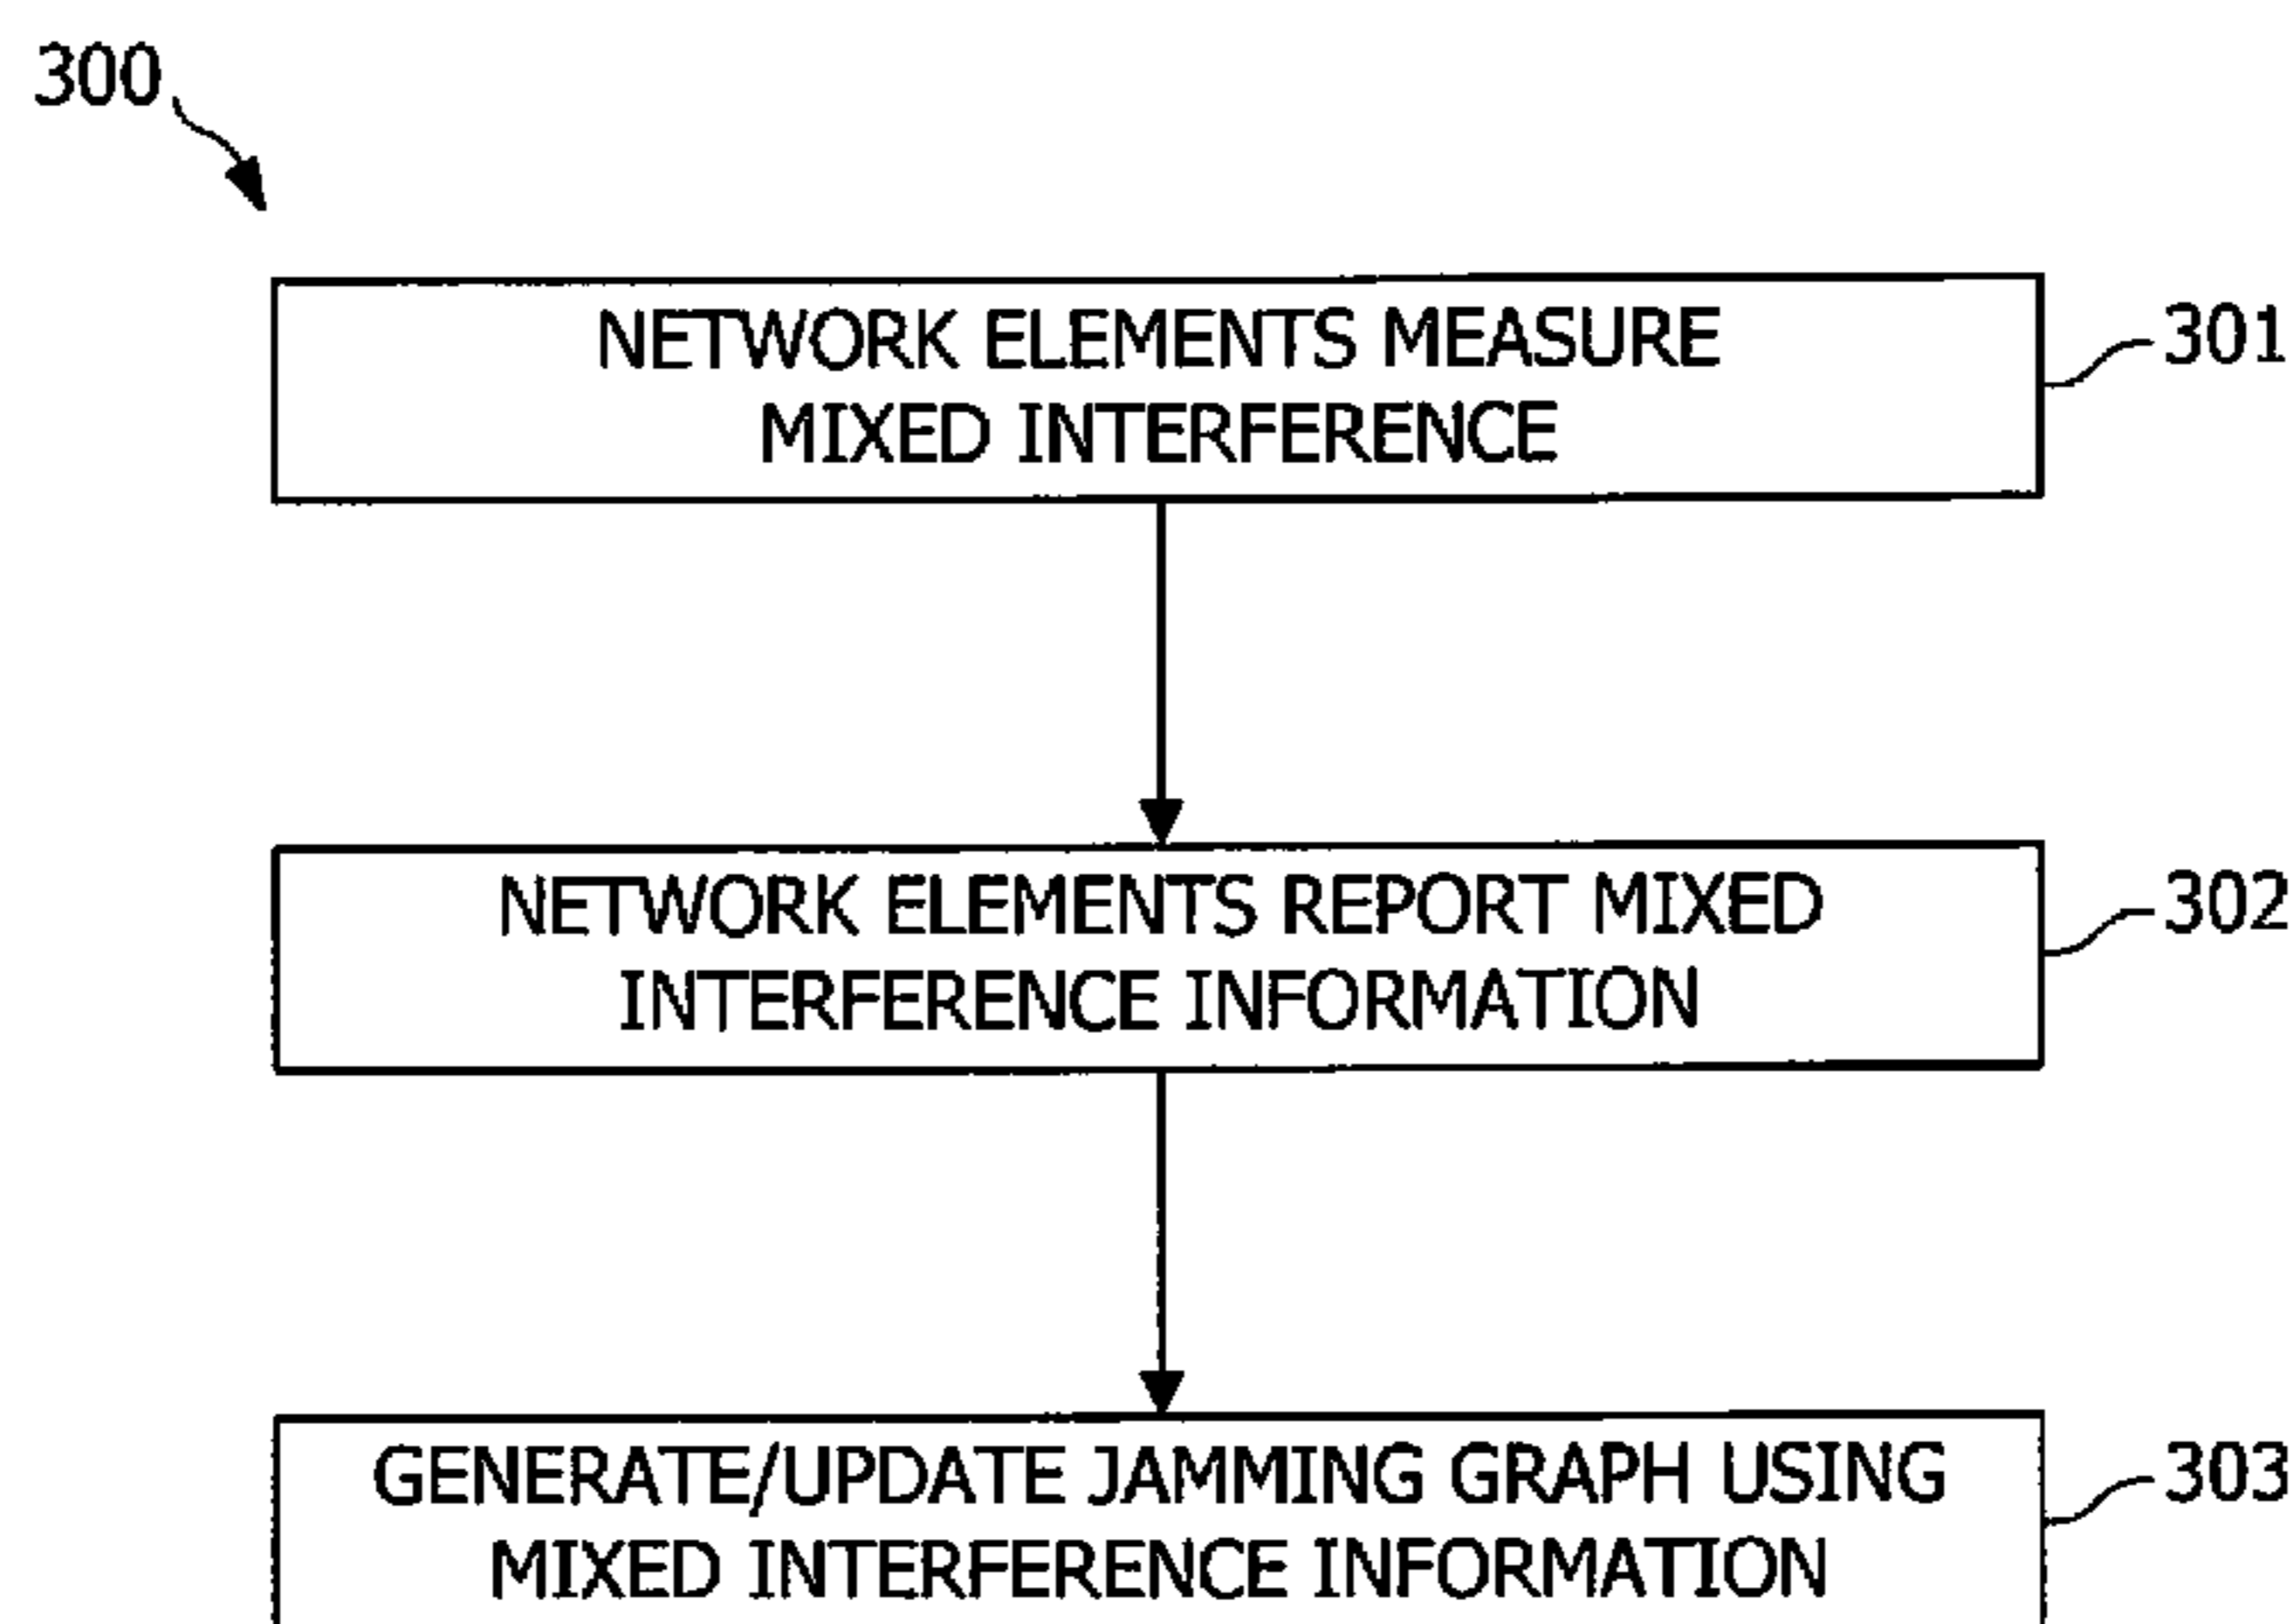 300
NETWORK ELEMENTS MEASURE
MIXED INTERFERENCE
301
NETWORK ELEMENTS REPORT MIXED
INTERFERENCE INFORMATION
302
GENERATE/UPDATE JAMMING GRAPH USING
MIXED INTERFERENCE INFORMATION
303